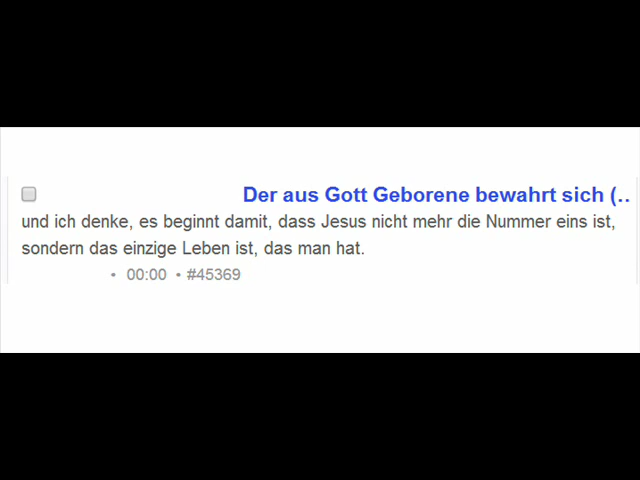 Der aus Gott Geborene bewahrt sich (..
und ich denke, es beginnt damit, dass Jesus nicht mehr die Nummer eins ist,
sondern das einzige Leben ist, das man hat.
• 00:00 • #45369